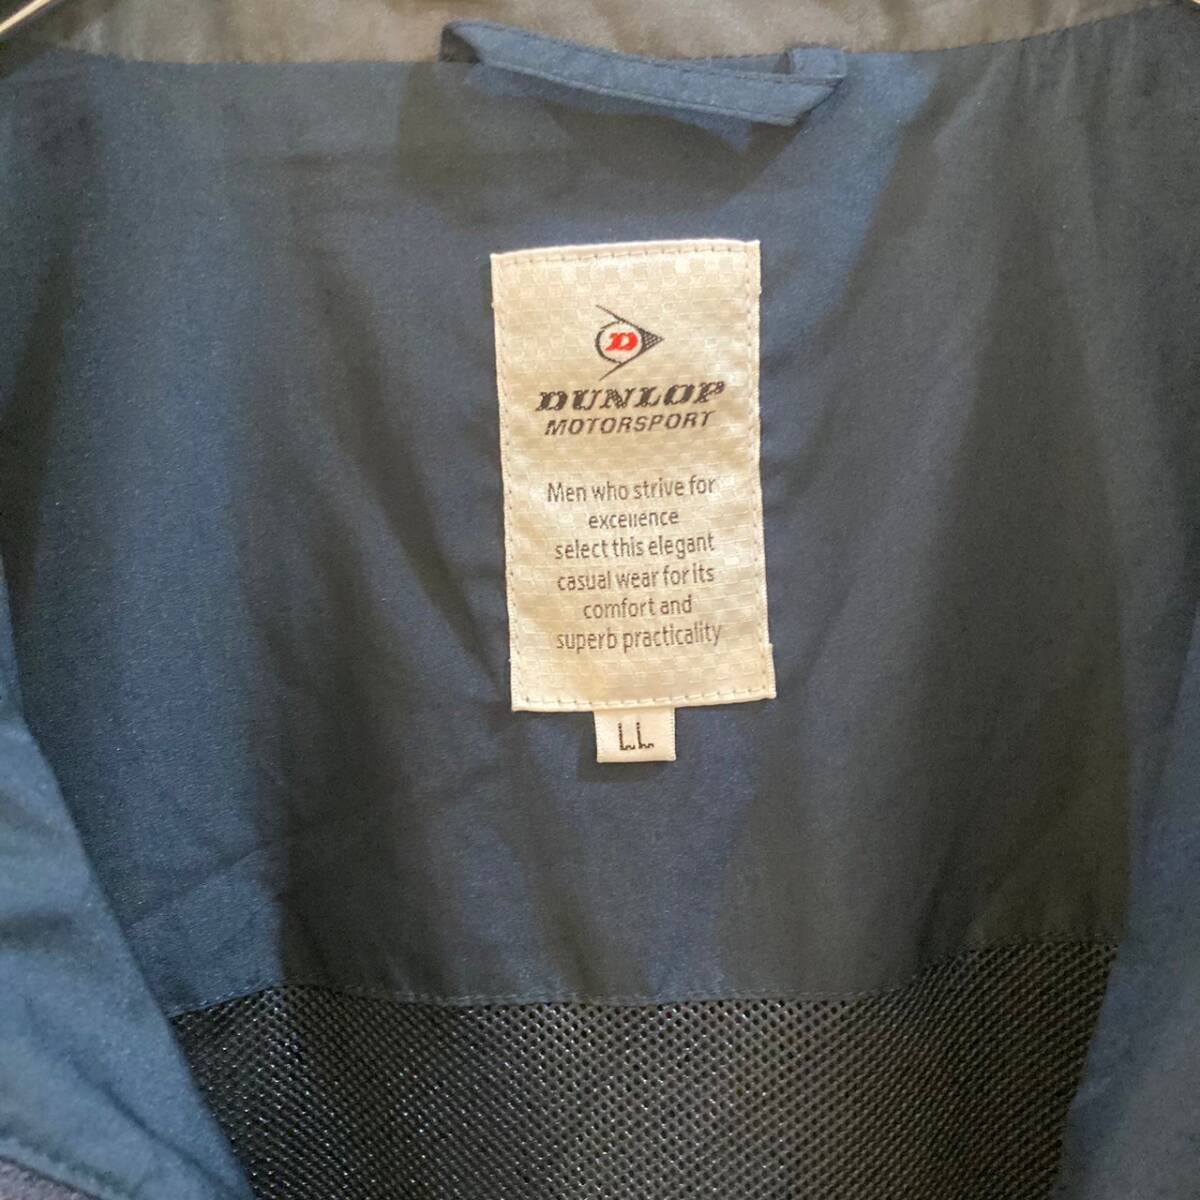 D
DUNLOP
MOTORSPORT
Men who strive for
excellence
select this elegant
casual wear for its
comfort and
superb practicality
LL